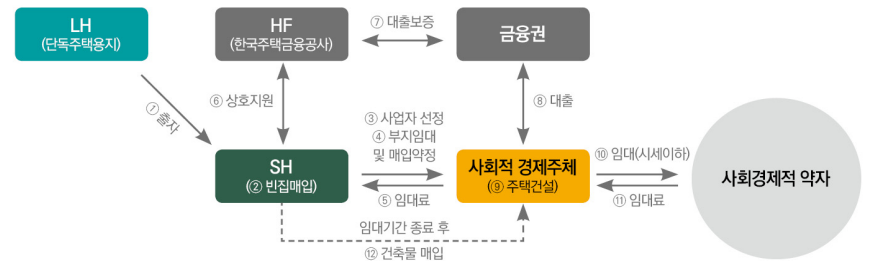 LH
(단독주택용지)
HF
(한국주택금융공사)
⑦ 대출보증
금융권
① 출자
⑥ 상호지원
③ 사업자 선정
④ 부지임대
및 매입약정
⑧ 대출
SH
(② 빈집매입)
⑤ 임대료
사회적 경제주체
(⑨ 주택건설)
⑩ 임대(시세이하)
⑪ 임대료
사회경제적 약자
임대기간 종료 후
⑫ 건축물 매입